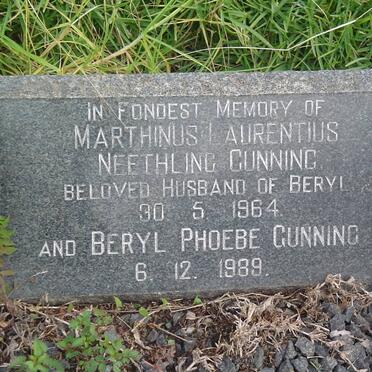 IN FONDEST MEMORY OF
MARTHINUS LAURENTIUS
NEETHLING GUNNING
BELOVED HUSBAND OF BERYL
30. 5. 1964.
AND BERYL PHOEBE GUNNING
6. 12. 1989.